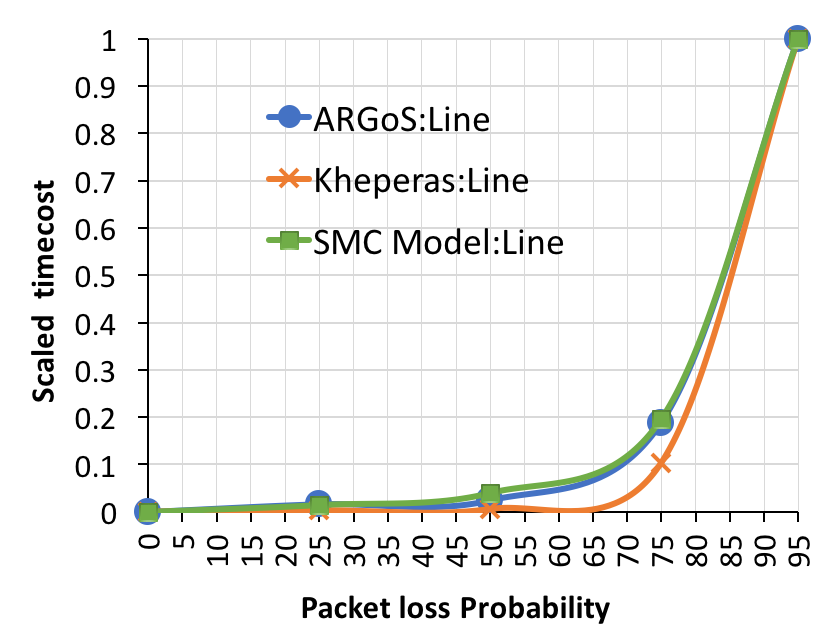 1
0.9
0.8
0.7
0.6
0.5
0.4
0.3
0.2
0.1
0
Scaled timecost
ARGoS:Line
Kheperas:Line
SMC Model:Line
0 5 10 15 20 25 30 35 40 45 50 55 60 65 70 75 80 85 90 95
Packet loss Probability